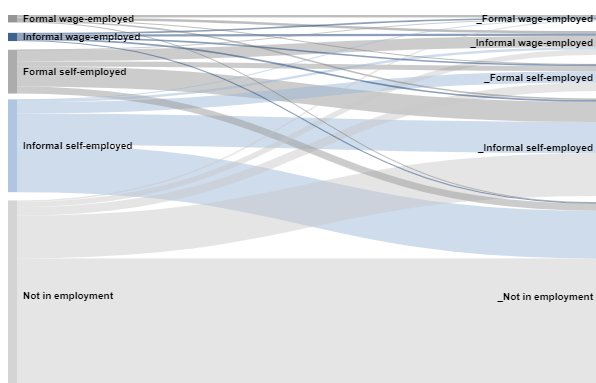 Formal wage-employed
Informal wage-employed
Formal self-employed
Informal self-employed
Not in employment
_Formal wage-employed
_Informal wage-employed
_Formal self-employed
_Informal self-employed
_Not in employment